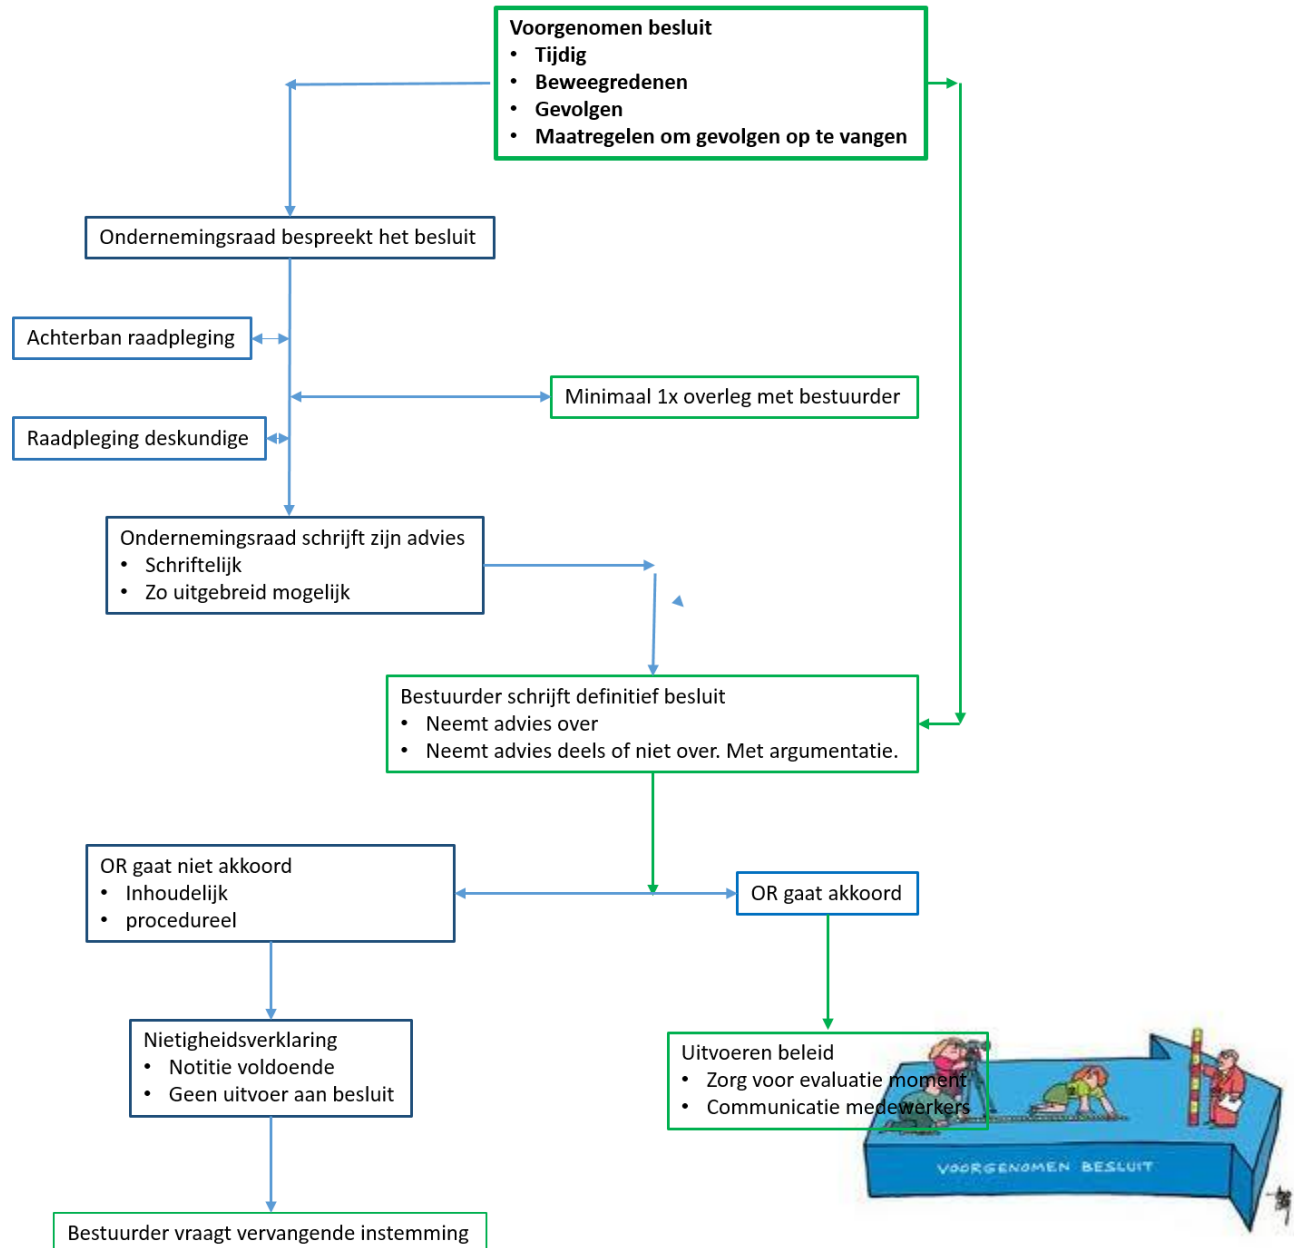 Voorgenomen besluit
• Tijdig
• Beweegredenen
• Gevolgen
• Maatregelen om gevolgen op te vangen
Ondernemingsraad bespreekt het besluit
Achterban raadpleging
Minimaal 1x overleg met bestuurder
Raadpleging deskundige
Ondernemingsraad schrijft zijn advies
• Schriftelijk
• Zo uitgebreid mogelijk
Bestuurder schrijft definitief besluit
• Neemt advies over
• Neemt advies deels of niet over. Met argumentatie.
OR gaat niet akkoord
• Inhoudelijk
• procedureel
OR gaat akkoord
Nietigheidsverklaring
• Notitie voldoende
• Geen uitvoer aan besluit
Uitvoeren beleid
• Zorg voor evaluatie moment
• Communicatie medewerkers
VOORGENOMEN BESLUIT
Bestuurder vraagt vervangende instemming